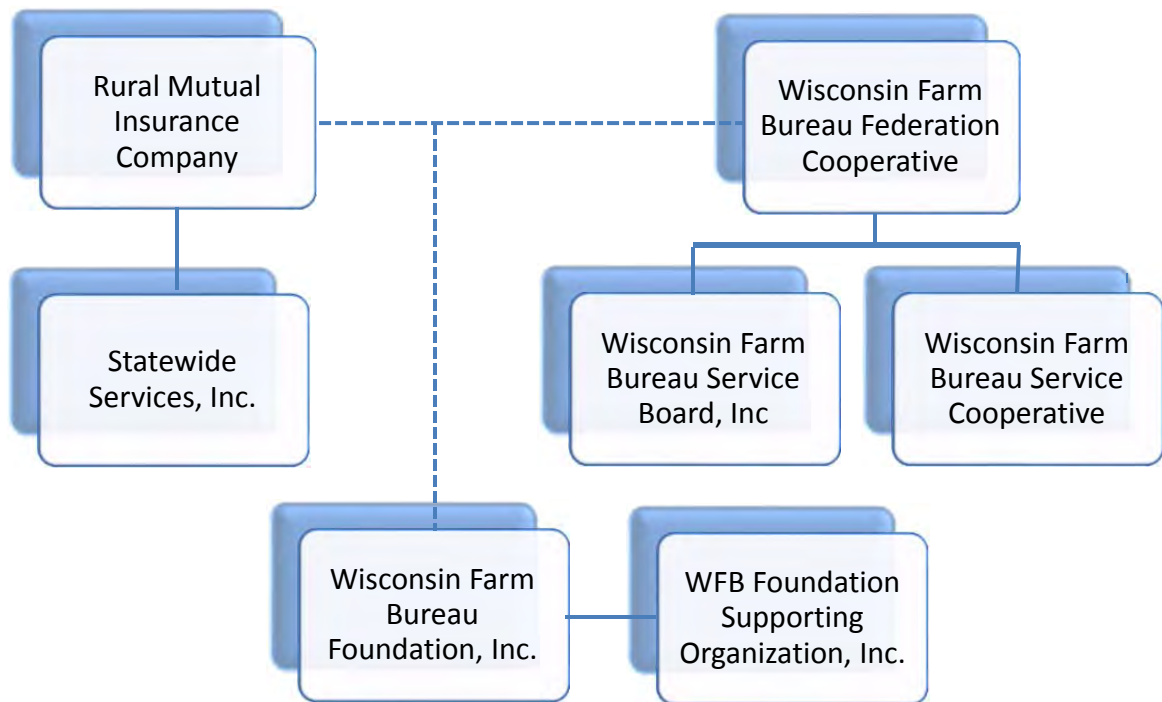 Rural Mutual
Insurance
Company
Wisconsin Farm
Bureau Federation
Cooperative
Statewide
Services, Inc.
Wisconsin Farm
Bureau Service
Board, Inc
Wisconsin Farm
Bureau Service
Cooperative
Wisconsin Farm
Bureau
Foundation, Inc.
WFB Foundation
Supporting
Organization, Inc.